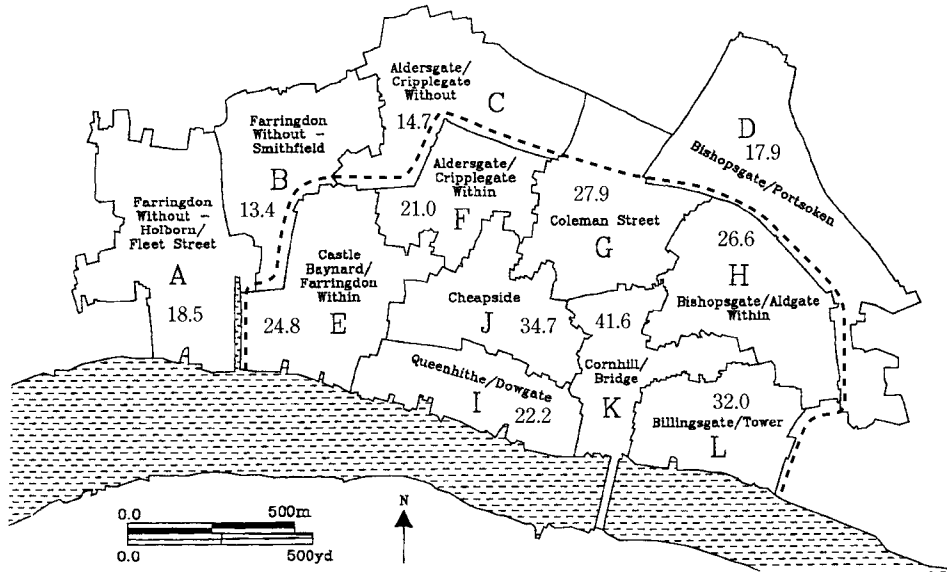 Aldersgate/
Cripplegate
Without
C
14.7
Farringdon
Without –
Smithfield
B
13.4
D
17.9
Bishopsgate/Portsoken
Aldersgate/
Cripplegate
Within
21.0
F
27.9
Coleman Street
G
Farringdon
Without –
Holborn/
Fleet Street
A
18.5
Castle
Baynard/
Farringdon
Within
24.8
E
26.6
H
Bishopsgate/Aldgate
Within
Cheapside
J
34.7
41.6
Cornhill/
Bridge
K
Queenhithe/Dowgate
I
22.2
32.0
Billingsgate/Tower
L
0.0
500m
0.0
500yd
N